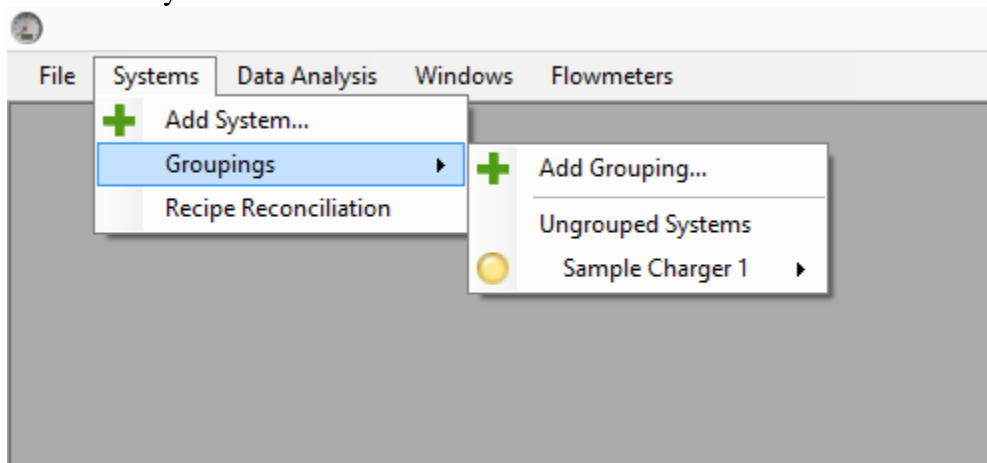 File Systems Data Analysis Windows Flowmeters
Add System...
Groupings
Recipe Reconciliation
Add Grouping...
Ungrouped Systems
Sample Charger 1